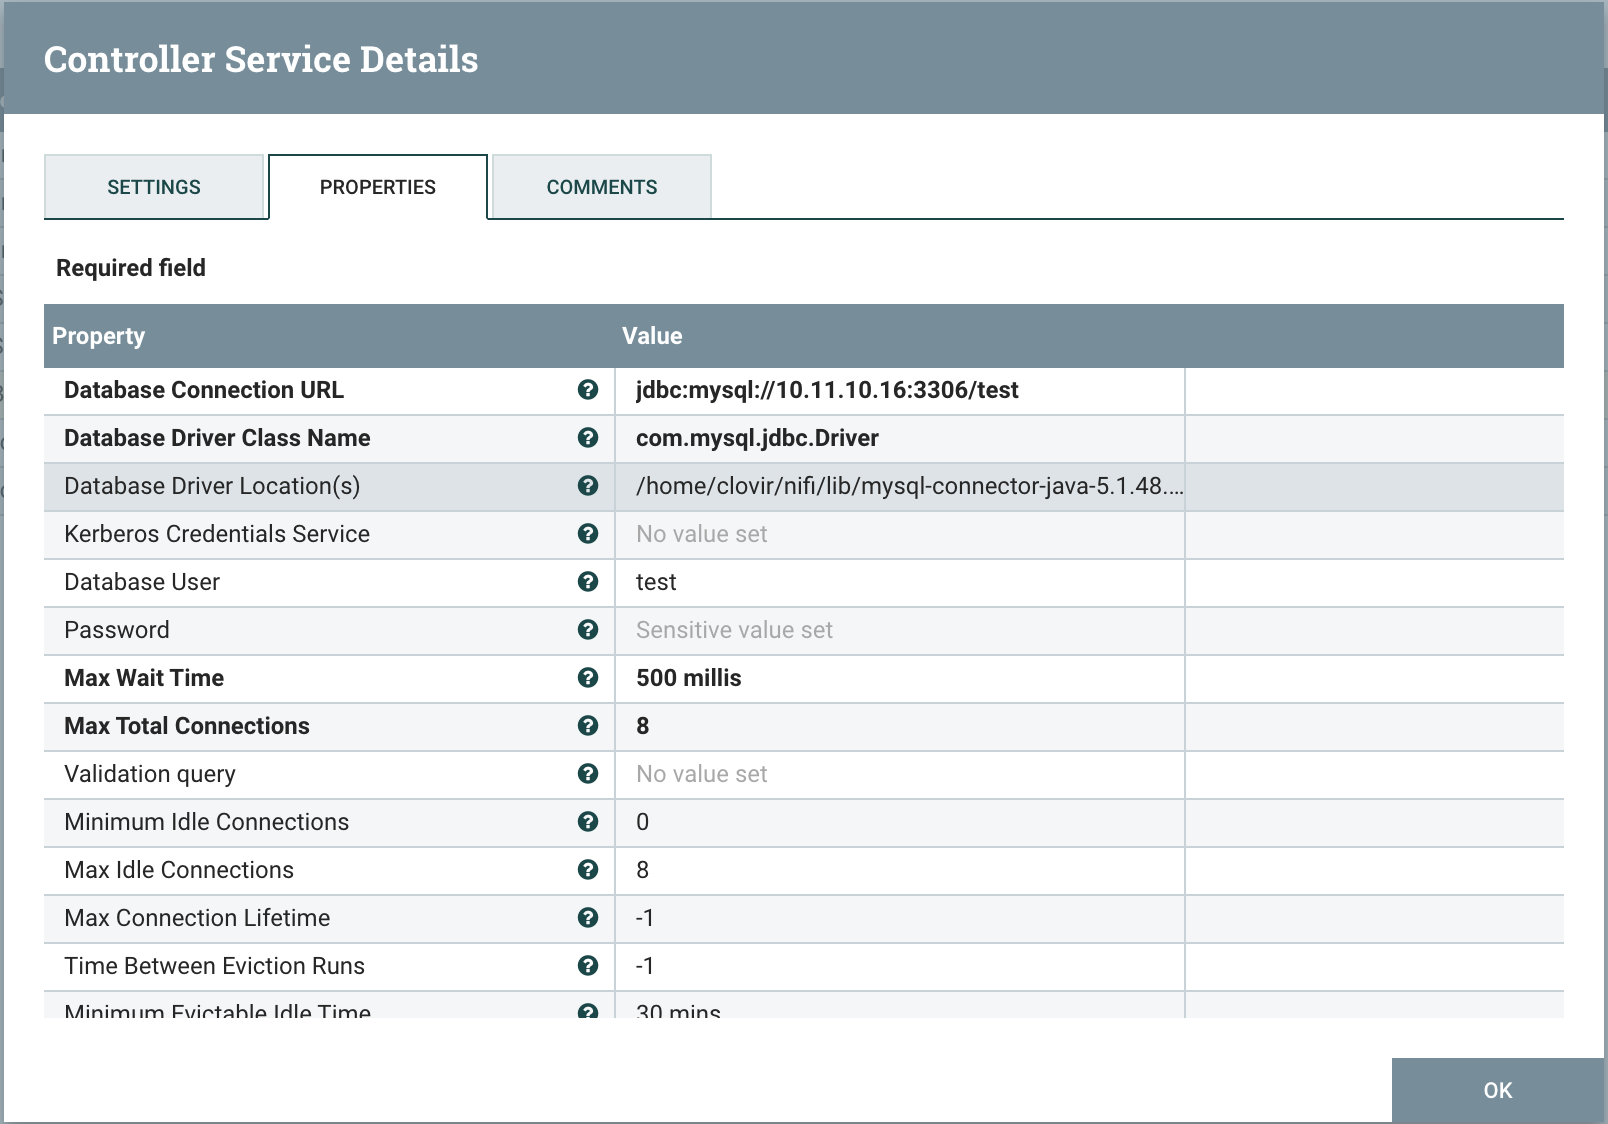 Controller Service Details
SETTINGS PROPERTIES COMMENTS
Required field
Property Value
Database Connection URL jdbc:mysql://10.11.10.16:3306/test
Database Driver Class Name com.mysql.jdbc.Driver
Database Driver Location(s) /home/clovir/nifi/lib/mysql-connector-java-5.1.48....
Kerberos Credentials Service No value set
Database User test
Password Sensitive value set
Max Wait Time 500 millis
Max Total Connections 8
Validation query No value set
Minimum Idle Connections 0
Max Idle Connections 8
Max Connection Lifetime -1
Time Between Eviction Runs -1
Minimum Evictable Idle Time 30 mins
OK